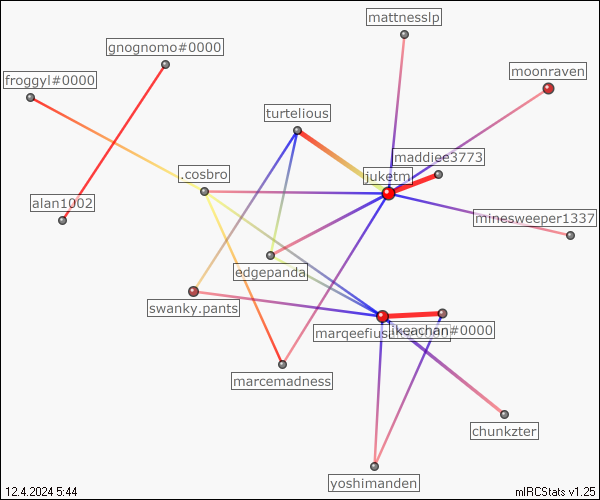 mattnesslp
gnognomo#0000
froggyl#0000
moonraven
turtelious
maddiee3773
.cosbro
juketm
alan1002
minesweeper1337
edgepanda
swanky.pants
ikeachan#0000
marcemadness
chunkzter
yoshimanden
12.4.2024 5:44
mIRCStats v1.25